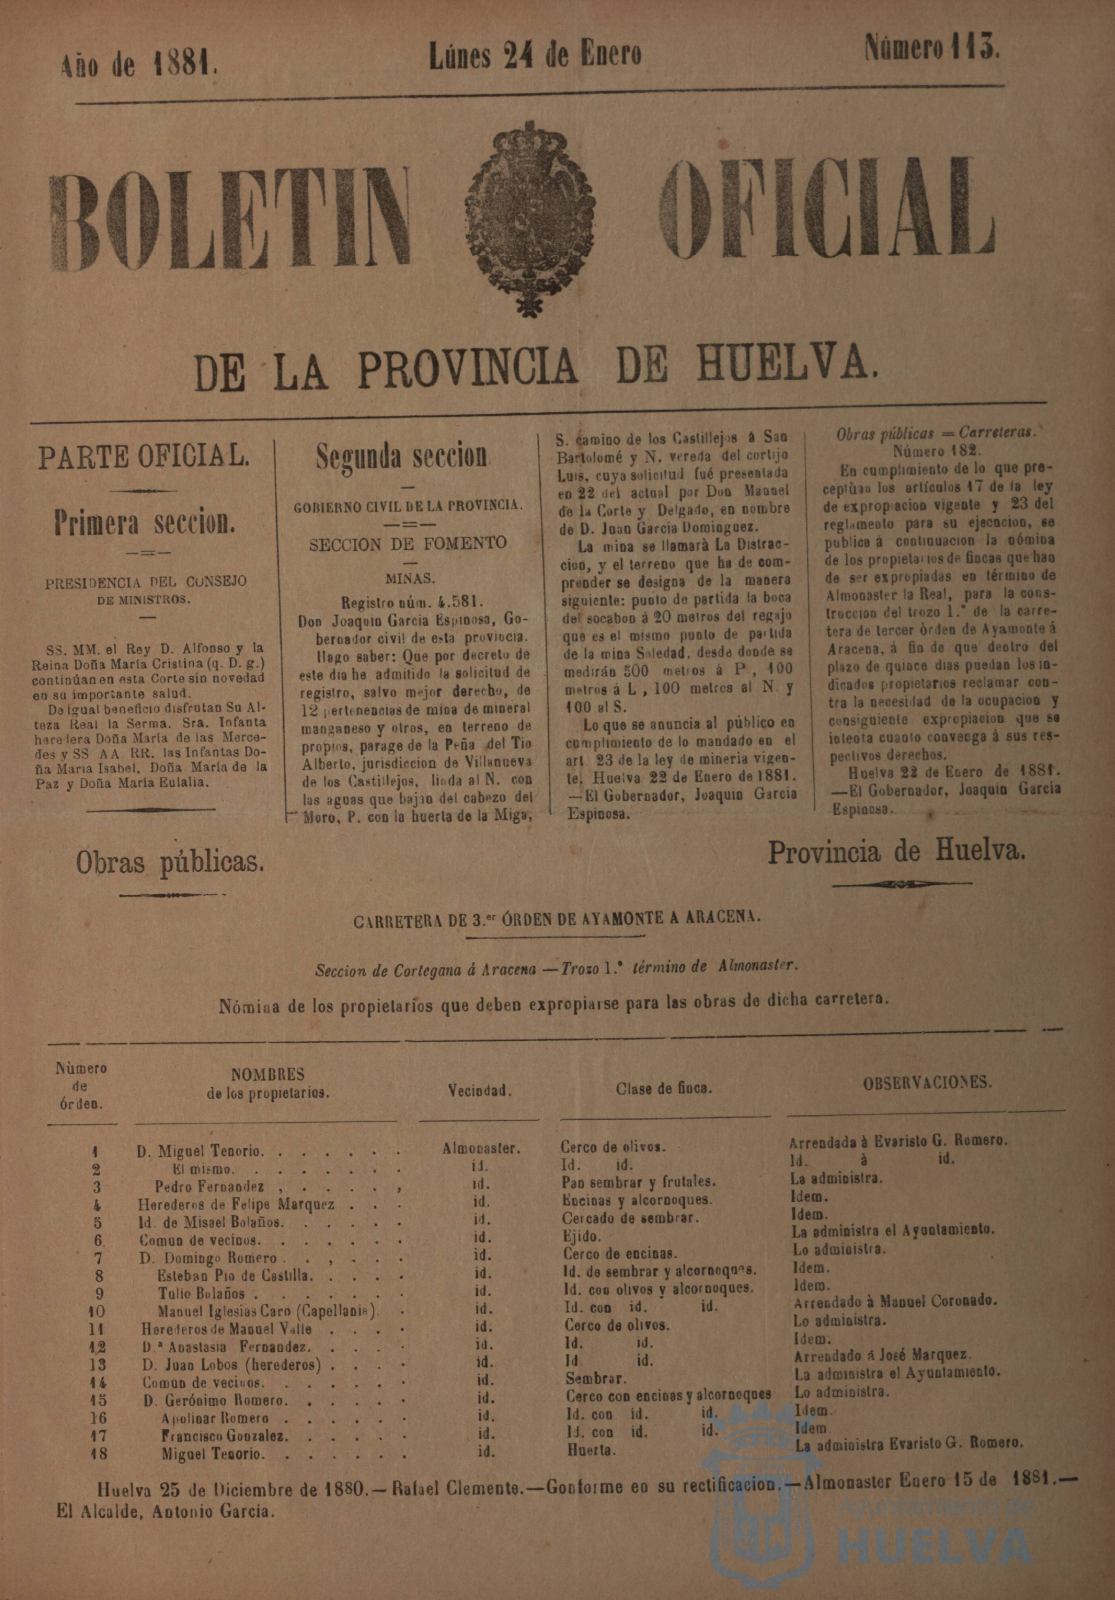 Año de 1881.
Lúnes 24 de Enero
Número 113.
BOLETIN OFICIAL
DE LA PROVINCIA DE HUELVA.
PARTE OFICIAL.
Primera seccion.
PRESIDENCIA DEL CONSEJO
DE MINISTROS.
SS. MM. el Rey D. Alfonso y la
Reina Doña María Cristina (q. D. g.)
continúan en esta Corte sin novedad
en su importante salud.
De igual beneficio disfrutan Su Al-
teza Real la Serma. Sra. Infanta
heredera Doña María de las Merce-
des y SS AA. RR. las Infantas Do-
ña Maria Isabel, Doña María de la
Paz y Doña María Eulalia.
Segunda seccion
GOBIERNO CIVIL DE LA PROVINCIA.
SECCION DE FOMENTO
MINAS.
Registro núm. 4.581.
Don Joaquin Garcia Espinosa, Go-
bernador civil de esta provincia.
Hago saber: Que por decreto de
este dia he admitido la solicitud de
registro, salvo mejor derecho, de
12 pertenencias de mina de mineral
manganeso y otros, en terreno de
propios, parage de la Peña del Tio
Alberto, jurisdiccion de Villanueva
de los Castillejos, linda al N. con
las aguas que bajan del cabezo del
Moro, P. con la huerta de la Miga,
S. camino de los Castillejos á San
Bartolomé y N. vereda del cortijo
Luis, cuya solicitud fué presentada
en 22 del actual por Don Manuel
de la Corte y Delgado, en nombre
de D. Juan Garcia Dominguez.
La mina se llamarà La Distrac-
cion, y el terreno que ha de com-
prender se designa de la manera
siguiente: punto de partida la boca
del socabon á 20 metros del regajo
que es el mismo punto de partida
de la mina Soledad, desde donde se
medirán 500 metros á P, 100
metros á L, 100 metros al N. y
100 al S.
Lo que se anuncia al público en
cumplimiento de lo mandado en el
art. 23 de la ley de mineria vigen-
te. Huelva 22 de Enero de 1881.
—El Gobernador, Joaquin Garcia
Espinosa.
Obras públicas = Carreteras.
Número 182.
En cumplimiento de lo que pre-
ceptúan los artículos 17 de la ley
de expropiacion vigente y 23 del
reglamento para su ejecucion, se
publica á continuacion la nómina
de los propietarios de fincas que han
de ser expropiadas en término de
Almonaster la Real, para la cons-
truccion del trozo 1.º de la carre-
tera de tercer òrden de Ayamonte á
Aracena, á fin de que dentro del
plazo de quince dias puedan los in-
dicados propietarios reclamar con-
tra la necesidad de la ocupacion y
consiguiente expropiacion que se
intenta cuanto convenga á sus res-
pectivos derechos.
Huelva 22 de Enero de 1881.
—El Gobernador, Joaquin Garcia
Espinosa.
Obras públicas.
Provincia de Huelva.
CARRETERA DE 3.er ÓRDEN DE AYAMONTE A ARACENA.
Seccion de Cortegana á Aracena — Trozo 1.º término de Almonaster.
Nómina de los propietarios que deben expropiarse para las obras de dicha carretera.
Nùmero de órden. NOMBRES de los propietarios. Vecindad. Clase de finca. OBSERVACIONES.
1 D. Miguel Tenorio. . . . . . Almonaster. Cerco de olivos. Arrendada à Evaristo G. Romero.
2 El mismo. . . . . . . id. Id. id. Id. à id.
3 Pedro Fernandez , . . . . , id. Pan sembrar y frutales. La administra.
4 Herederos de Felipe Marquez . . . id. Encinas y alcornoques. Idem.
5 Id. de Misael Bolaños. . . . . id. Cercado de sembrar. Idem.
6 Comun de vecinos. . . . . . id. Ejido. La administra el Ayuntamiento.
7 D. Domingo Romero . . , . . id. Cerco de encinas. Lo administra.
8 Esteban Pio de Castilla. . . . . id. Id. de sembrar y alcornoques. Idem.
9 Tulio Bolaños . . . . . . id. Id. con olivos y alcornoques. Idem.
10 Manuel Iglesias Caro (Capellania). . id. Id. con id. id. Arrendado à Manuel Coronado.
11 Herederos de Manuel Valle . . . . id. Cerco de olivos. Lo administra.
12 D.ª Anastasia Fernandez. . . . . id. Id. id. Idem.
13 D. Juan Lobos (herederos) . . . . id. Id id. Arrendado á José Marquez.
14 Comun de vecinos. . . . . . id. Sembrar. La administra el Ayuntamiento.
15 D. Gerónimo Romero. . . . . id. Cerco con encinas y alcornoques Lo administra.
16 Apolinar Romero . . . . . id. Id. con id. id. Idem.
17 Francisco Gonzalez. . . . . . id. Id. con id. id. Idem
18 Miguel Tenorio. . . . . . id. Huerta. La administra Evaristo G. Romero.
Huelva 25 de Diciembre de 1880.—Rafael Clemente.—Conforme en su rectificacion.—Almonaster Enero 15 de 1881.—
El Alcalde, Antonio García.
Ayuntamiento de
HUELVA